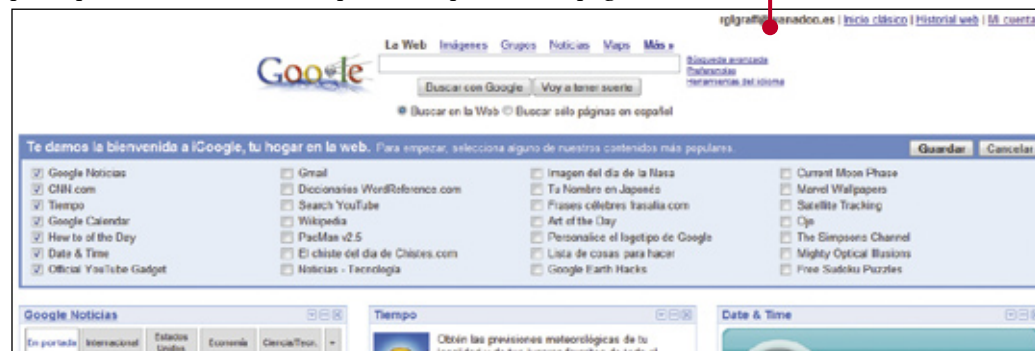 wanadoo.es | Inicio clásico | Historial web | Mi cuenta
La Web Imágenes Grupos Noticias Maps Más »
Google
Búsqueda avanzada
Preferencias
Herramientas del idioma
Buscar con Google Voy a tener suerte
Buscar en la Web Buscar sólo páginas en español
Te damos la bienvenida a iGoogle, tu hogar en la web. Para empezar, selecciona alguno de nuestros contenidos más populares. Guardar Cancelar
Google Noticias Gmail Imagen del día de la Nasa Current Moon Phase
CNN.com Diccionarios WordReference.com Tu Nombre en Japonés Marvel Wallpapers
Tiempo Search YouTube Frases célebres frasalia.com Satellite Tracking
Google Calendar Wikipedia Art of the Day Ojo
How to of the Day PacMan v2.5 Personalice el logotipo de Google The Simpsons Channel
Date & Time El chiste del día de Chistes.com Lista de cosas para hacer Mighty Optical Illusions
Official YouTube Gadget Noticias - Tecnología Google Earth Hacks Free Sudoku Puzzles
Google Noticias Tiempo Date & Time
En portada Internacional Estados Unidos Economía Ciencia/Tecn.
Obtén las previsiones meteorológicas de tu